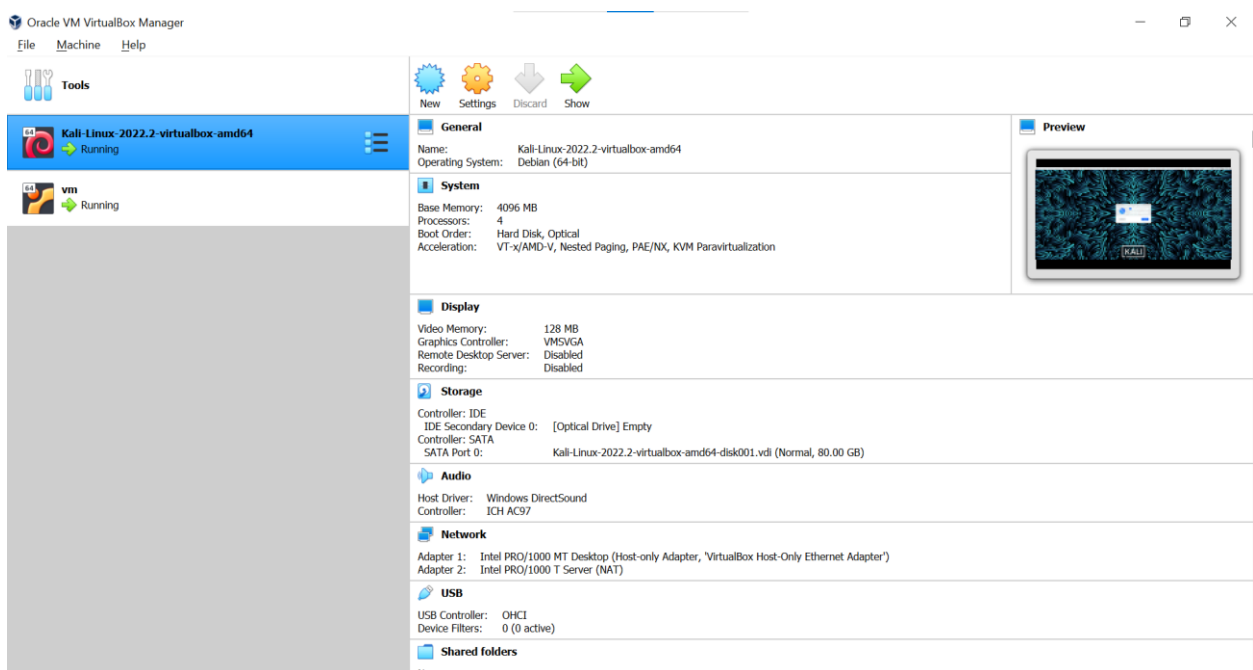 Oracle VM VirtualBox Manager
File Machine Help
Tools
New Settings Discard Show
64
Kali-Linux-2022.2-virtualbox-amd64
Running
64
vm
Running
General
Name: Kali-Linux-2022.2-virtualbox-amd64
Operating System: Debian (64-bit)
System
Base Memory: 4096 MB
Processors: 4
Boot Order: Hard Disk, Optical
Acceleration: VT-x/AMD-V, Nested Paging, PAE/NX, KVM Paravirtualization
Preview
KALI
Display
Video Memory: 128 MB
Graphics Controller: VMSVGA
Remote Desktop Server: Disabled
Recording: Disabled
Storage
Controller: IDE
IDE Secondary Device 0: [Optical Drive] Empty
Controller: SATA
SATA Port 0: Kali-Linux-2022.2-virtualbox-amd64-disk001.vdi (Normal, 80.00 GB)
Audio
Host Driver: Windows DirectSound
Controller: ICH AC97
Network
Adapter 1: Intel PRO/1000 MT Desktop (Host-only Adapter, 'VirtualBox Host-Only Ethernet Adapter')
Adapter 2: Intel PRO/1000 T Server (NAT)
USB
USB Controller: OHCI
Device Filters: 0 (0 active)
Shared folders